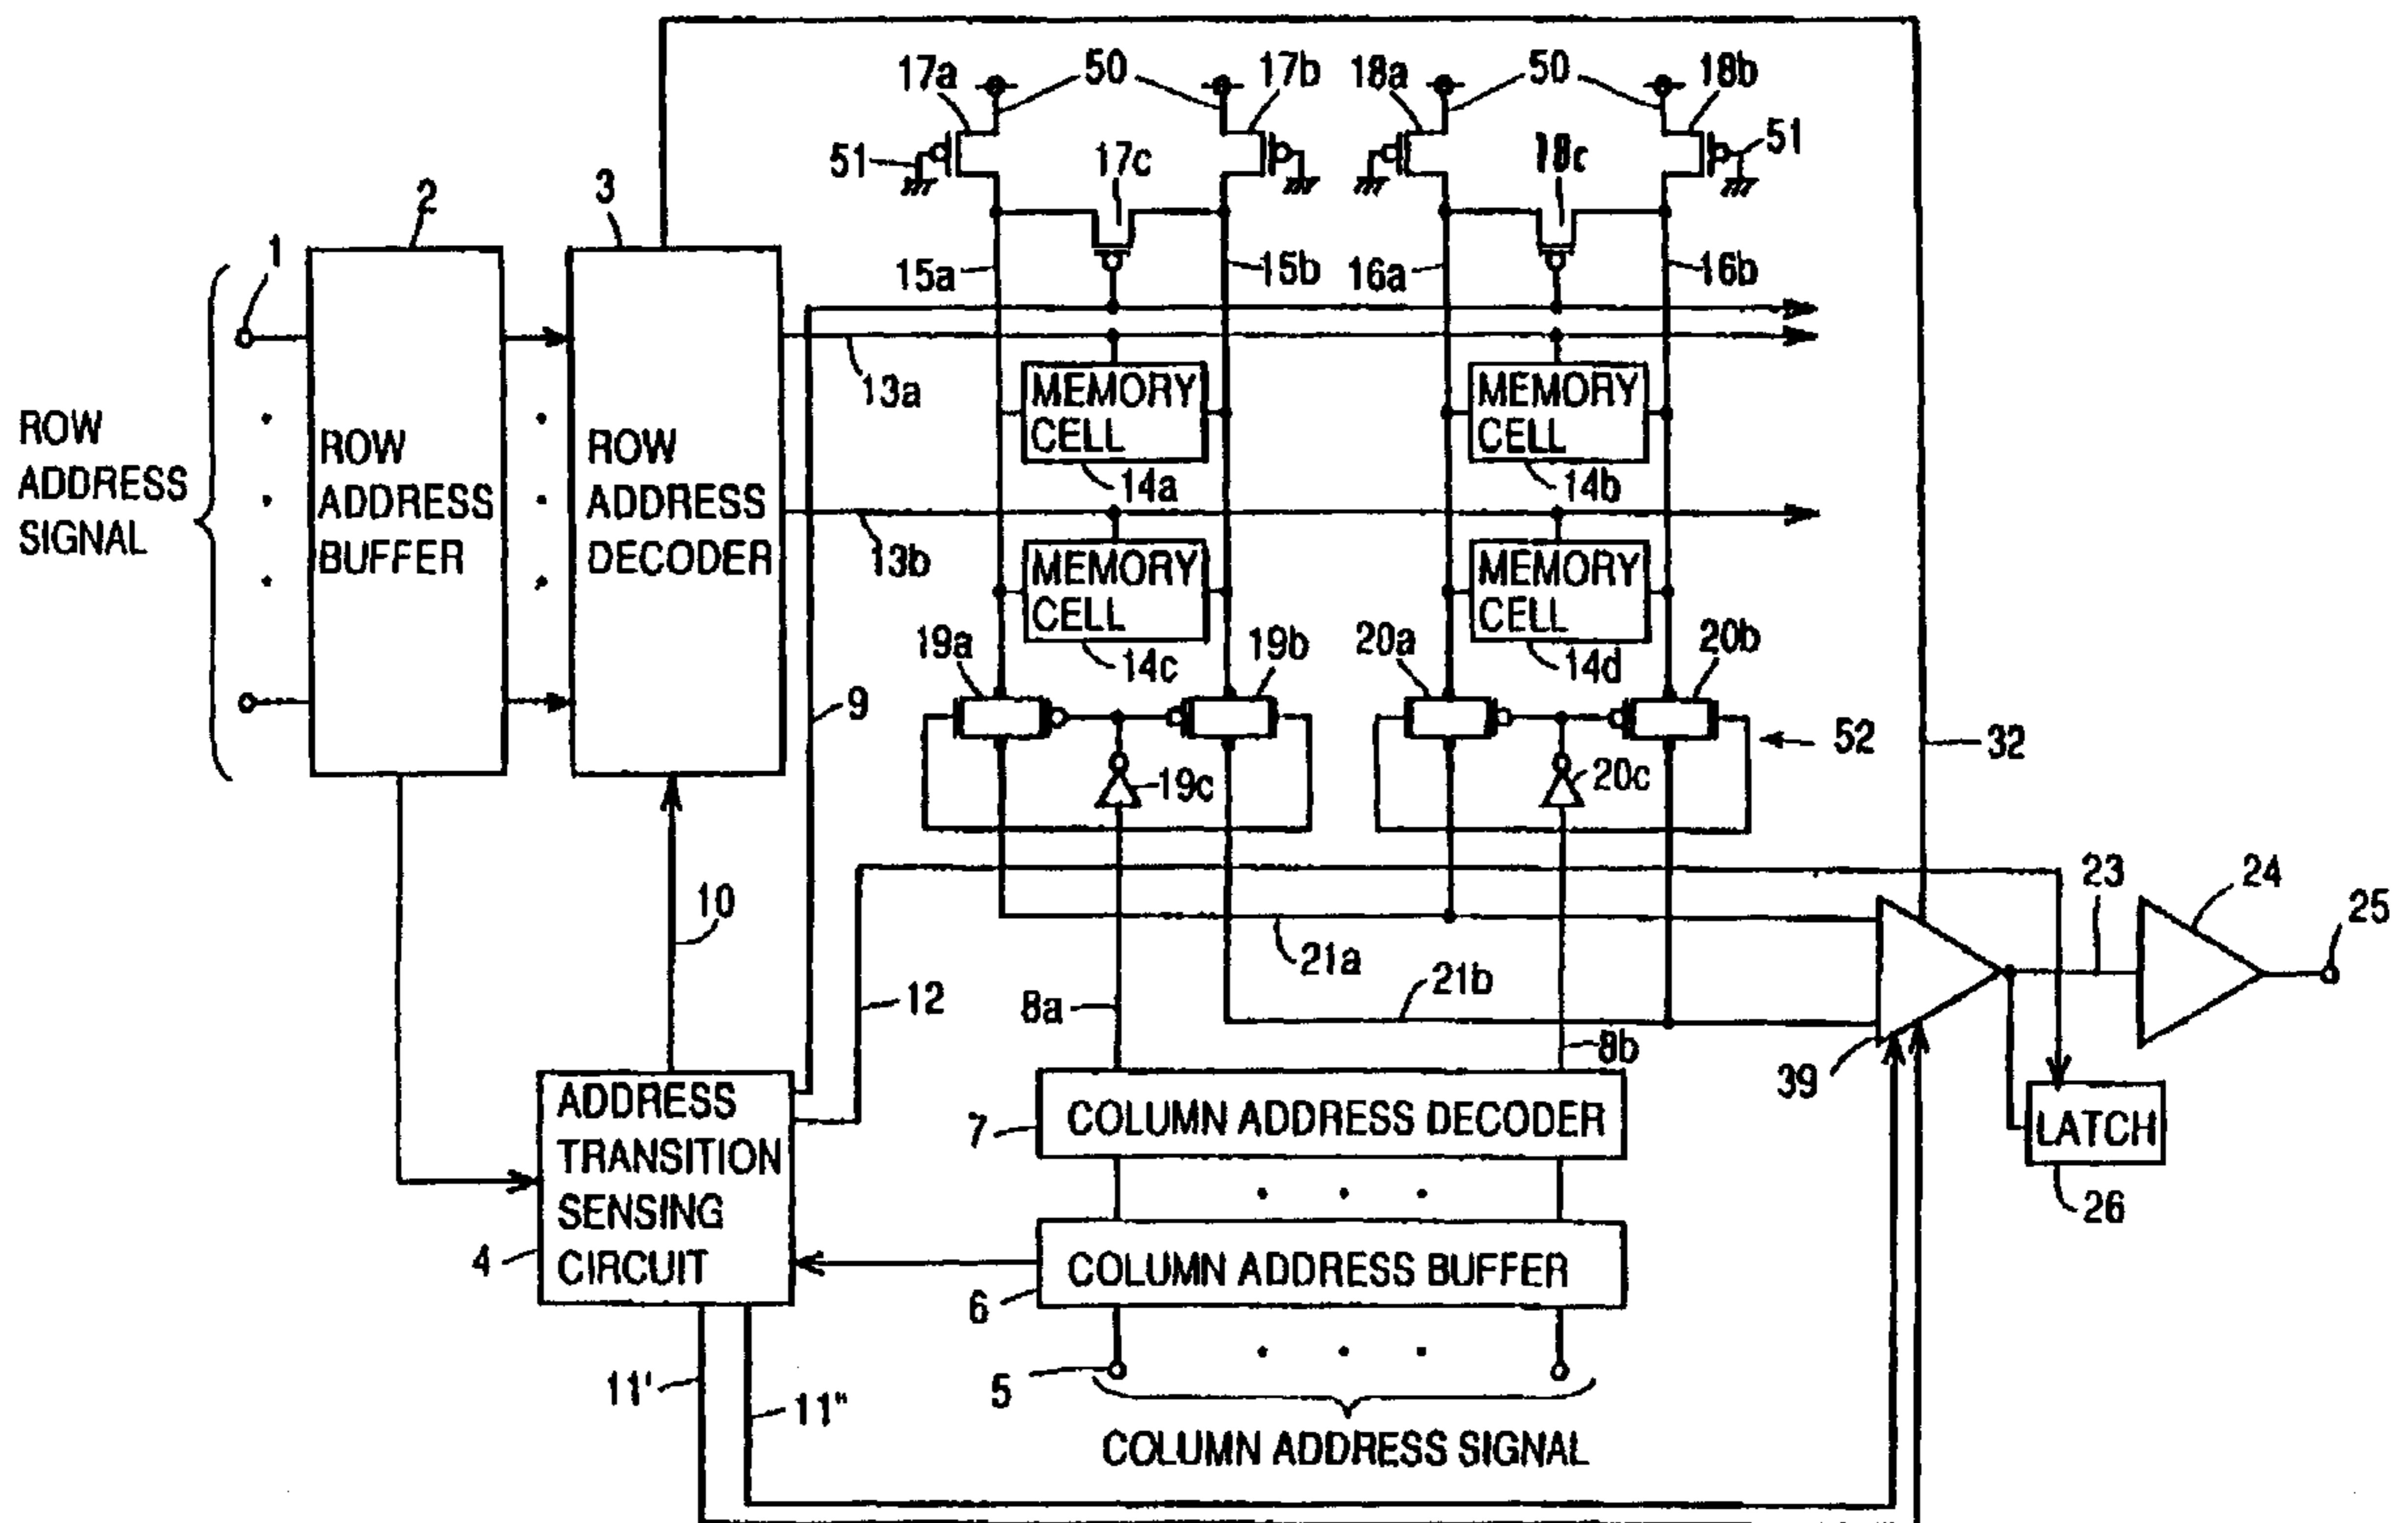 17a
50
17b
18a
50
18b
51
17c
18c
51
2
3
1
15a
15b
16a
16b
13a
MEMORY
CELL
MEMORY
CELL
14a
14b
ROW
ADDRESS
SIGNAL
ROW
ADDRESS
BUFFER
ROW
ADDRESS
DECODER
13b
MEMORY
CELL
MEMORY
CELL
19a
14c
19b
20a
14d
20b
9
52
32
19c
20c
10
12
21a
21b
23
24
25
8a
8b
39
ADDRESS
TRANSITION
SENSING
CIRCUIT
4
7
COLUMN ADDRESS DECODER
LATCH
26
COLUMN ADDRESS BUFFER
6
5
11'
11"
COLUMN ADDRESS SIGNAL